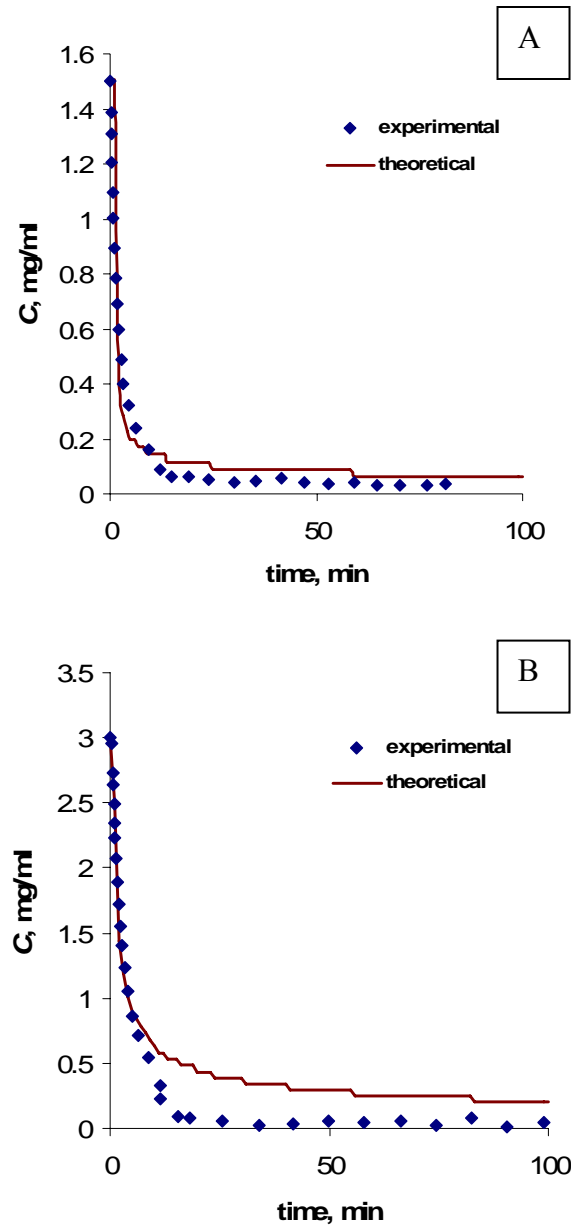 A
1.6
1.4
1.2
1
0.8
0.6
0.4
0.2
0
C, mg/ml
experimental
theoretical
0 50 100
time, min
B
3.5
3
2.5
2
1.5
1
0.5
0
C, mg/ml
experimental
theoretical
0 50 100
time, min